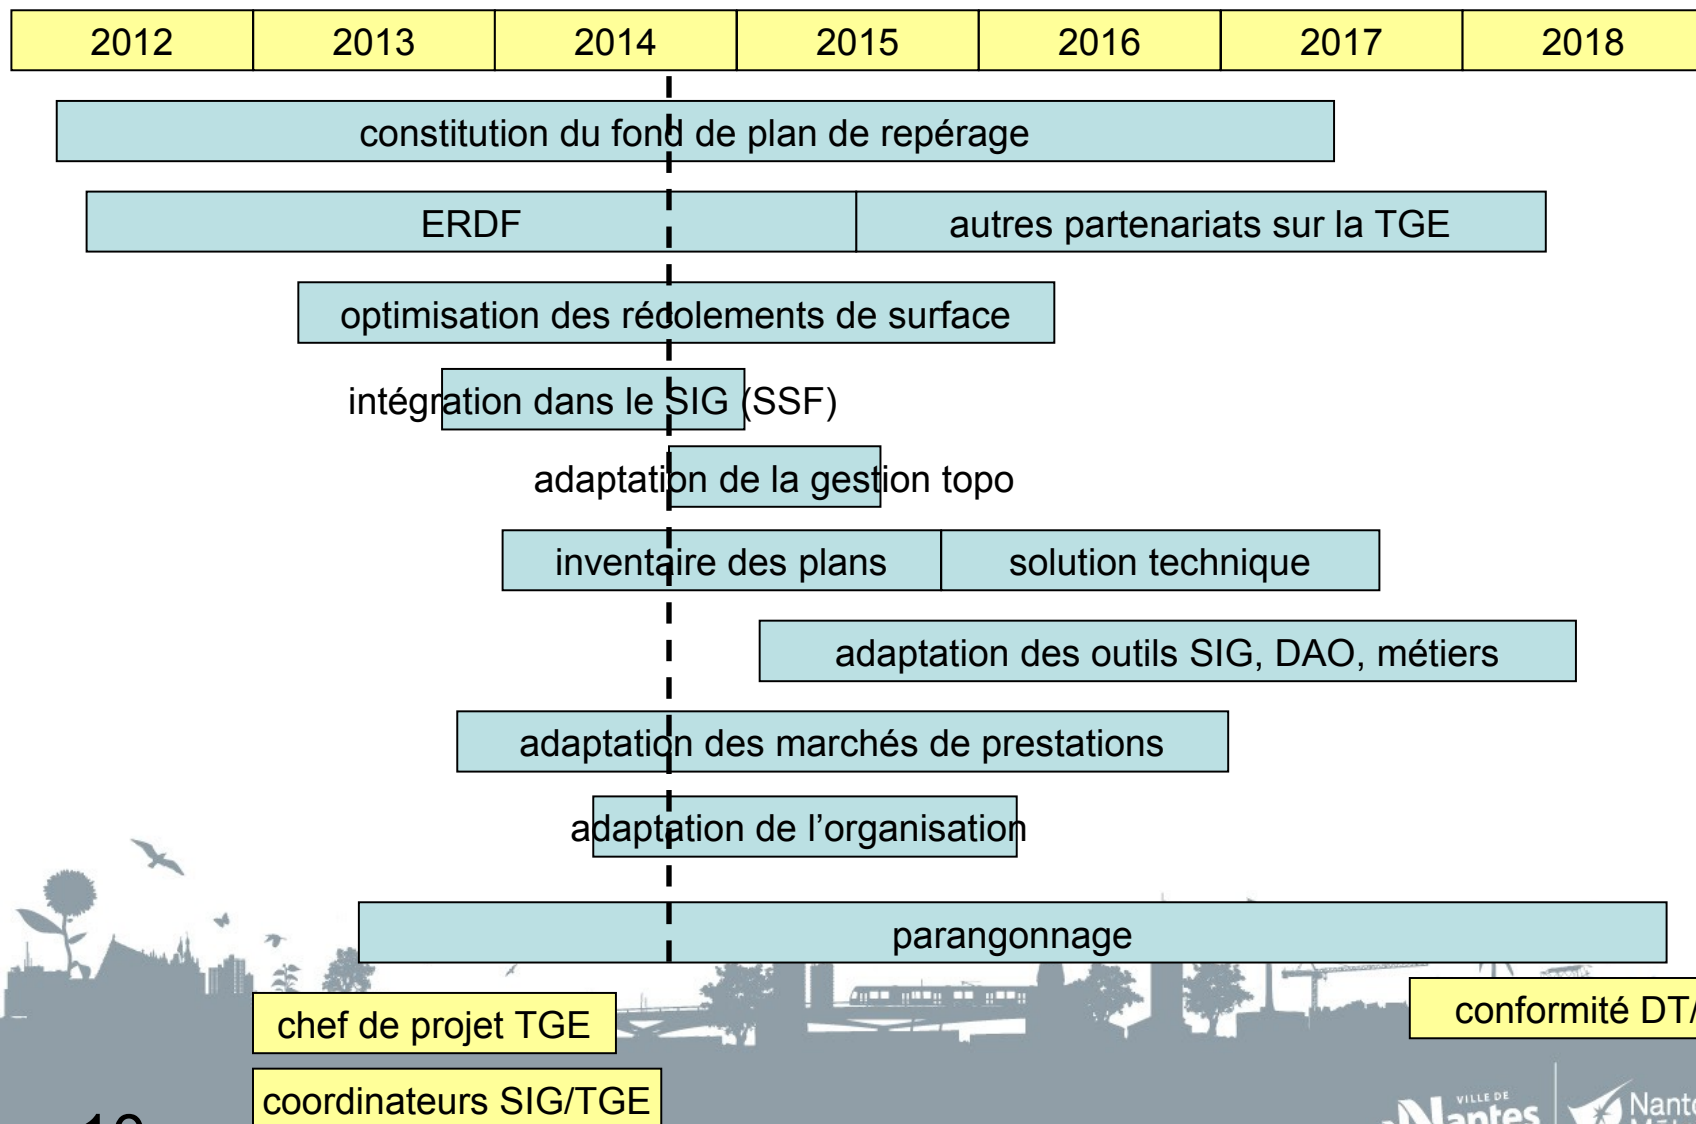 2012 2013 2014 2015 2016 2017 2018
constitution du fond de plan de repérage
ERDF autres partenariats sur la TGE
optimisation des récolements de surface
intégration dans le SIG (SSF)
adaptation de la gestion topo
inventaire des plans solution technique
adaptation des outils SIG, DAO, métiers
adaptation des marchés de prestations
adaptation de l’organisation
parangonnage
chef de projet TGE conformité DT/
coordinateurs SIG/TGE
VILLE DE
Nantes